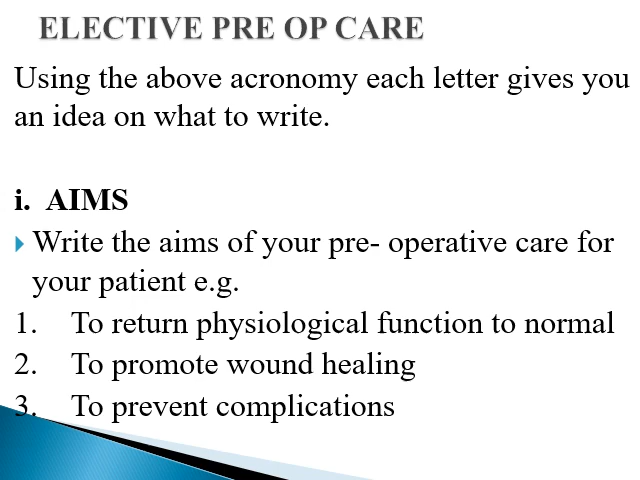 ELECTIVE PRE OP CARE
Using the above acronomy each letter gives you
an idea on what to write.
i. AIMS
Write the aims of your pre- operative care for
your patient e.g.
1. To return physiological function to normal
2. To promote wound healing
3. To prevent complications